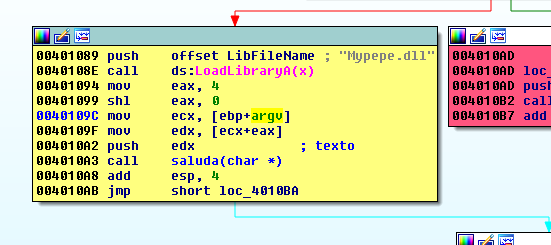 00401089 push offset LibFileName ; "Mypepe.dll"
0040108E call ds:LoadLibraryA(x)
00401094 mov eax, 4
00401099 shl eax, 0
0040109C mov ecx, [ebp+argv]
0040109F mov edx, [ecx+eax]
004010A2 push edx ; texto
004010A3 call saluda(char *)
004010A8 add esp, 4
004010AB jmp short loc_4010BA
004010AD
004010AD loc_
004010AD push
004010B2 call
004010B7 add